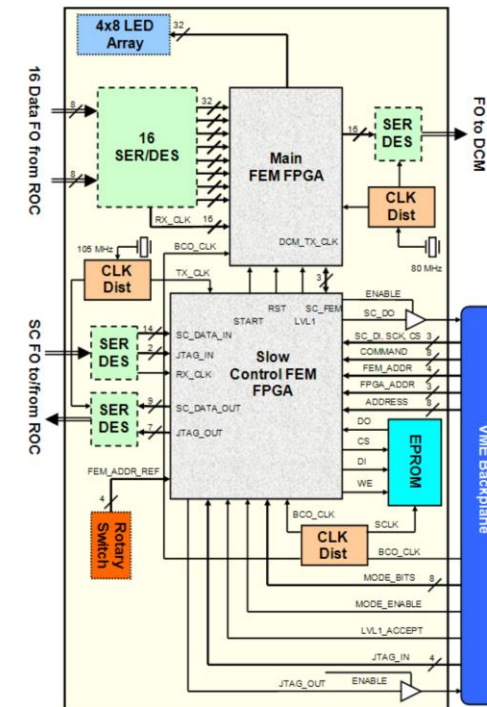 4x8 LED
Array
32
16 Data FO from ROC
8
8
16
SER/DES
32
RX_CLK
16
Main
FEM FPGA
DCM_TX_CLK
16
SER
DES
FO to DCM
CLK
Dist
80 MHz
105 MHz
CLK
Dist
BCO_CLK
TX_CLK
3
START
RST
LVL1
SC_FEM
ENABLE
SC_DO
SC FO to/from ROC
SER
DES
14
SC_DATA_IN
2
JTAG_IN
RX_CLK
SER
DES
9
SC_DATA_OUT
7
JTAG_OUT
Slow
Control FEM
FPGA
SC_DI, SCK, CS
3
COMMAND
8
FEM_ADDR
4
FPGA_ADDR
3
ADDRESS
8
DO
CS
DI
WE
EPROM
VME Backplane
FEM_ADDR_REF
4
Rotary
Switch
BCO_CLK
SCLK
CLK
Dist
BCO_CLK
MODE_BITS
8
MODE_ENABLE
LVL1_ACCEPT
JTAG_IN
4
JTAG_OUT
ENABLE